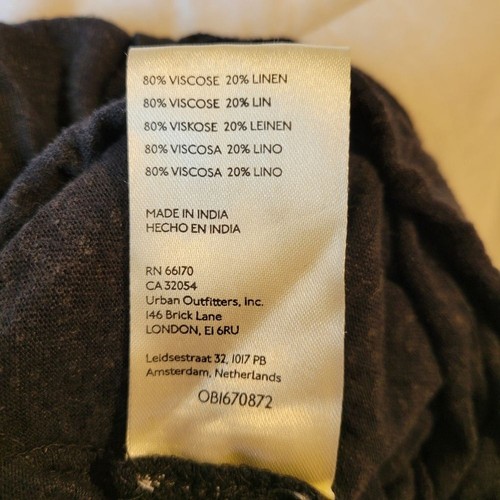 80% VISCOSE 20% LINEN
80% VISCOSE 20% LIN
80% VISKOSE 20% LEINEN
80% VISCOSA 20% LINO
80% VISCOSA 20% LINO
MADE IN INDIA
HECHO EN INDIA
RN 66170
CA 32054
Urban Outfitters, Inc.
146 Brick Lane
LONDON, E1 6RU
Leidsestraat 32, 1017 PB
Amsterdam, Netherlands
OB1670872